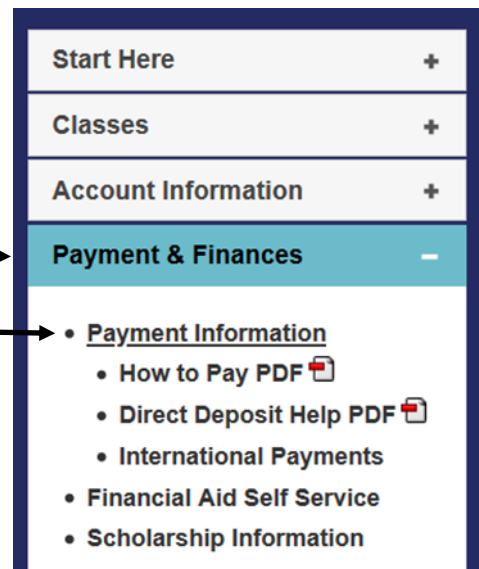 Start Here +
Classes +
Account Information +
Payment & Finances –
• Payment Information
• How to Pay PDF
• Direct Deposit Help PDF
• International Payments
• Financial Aid Self Service
• Scholarship Information